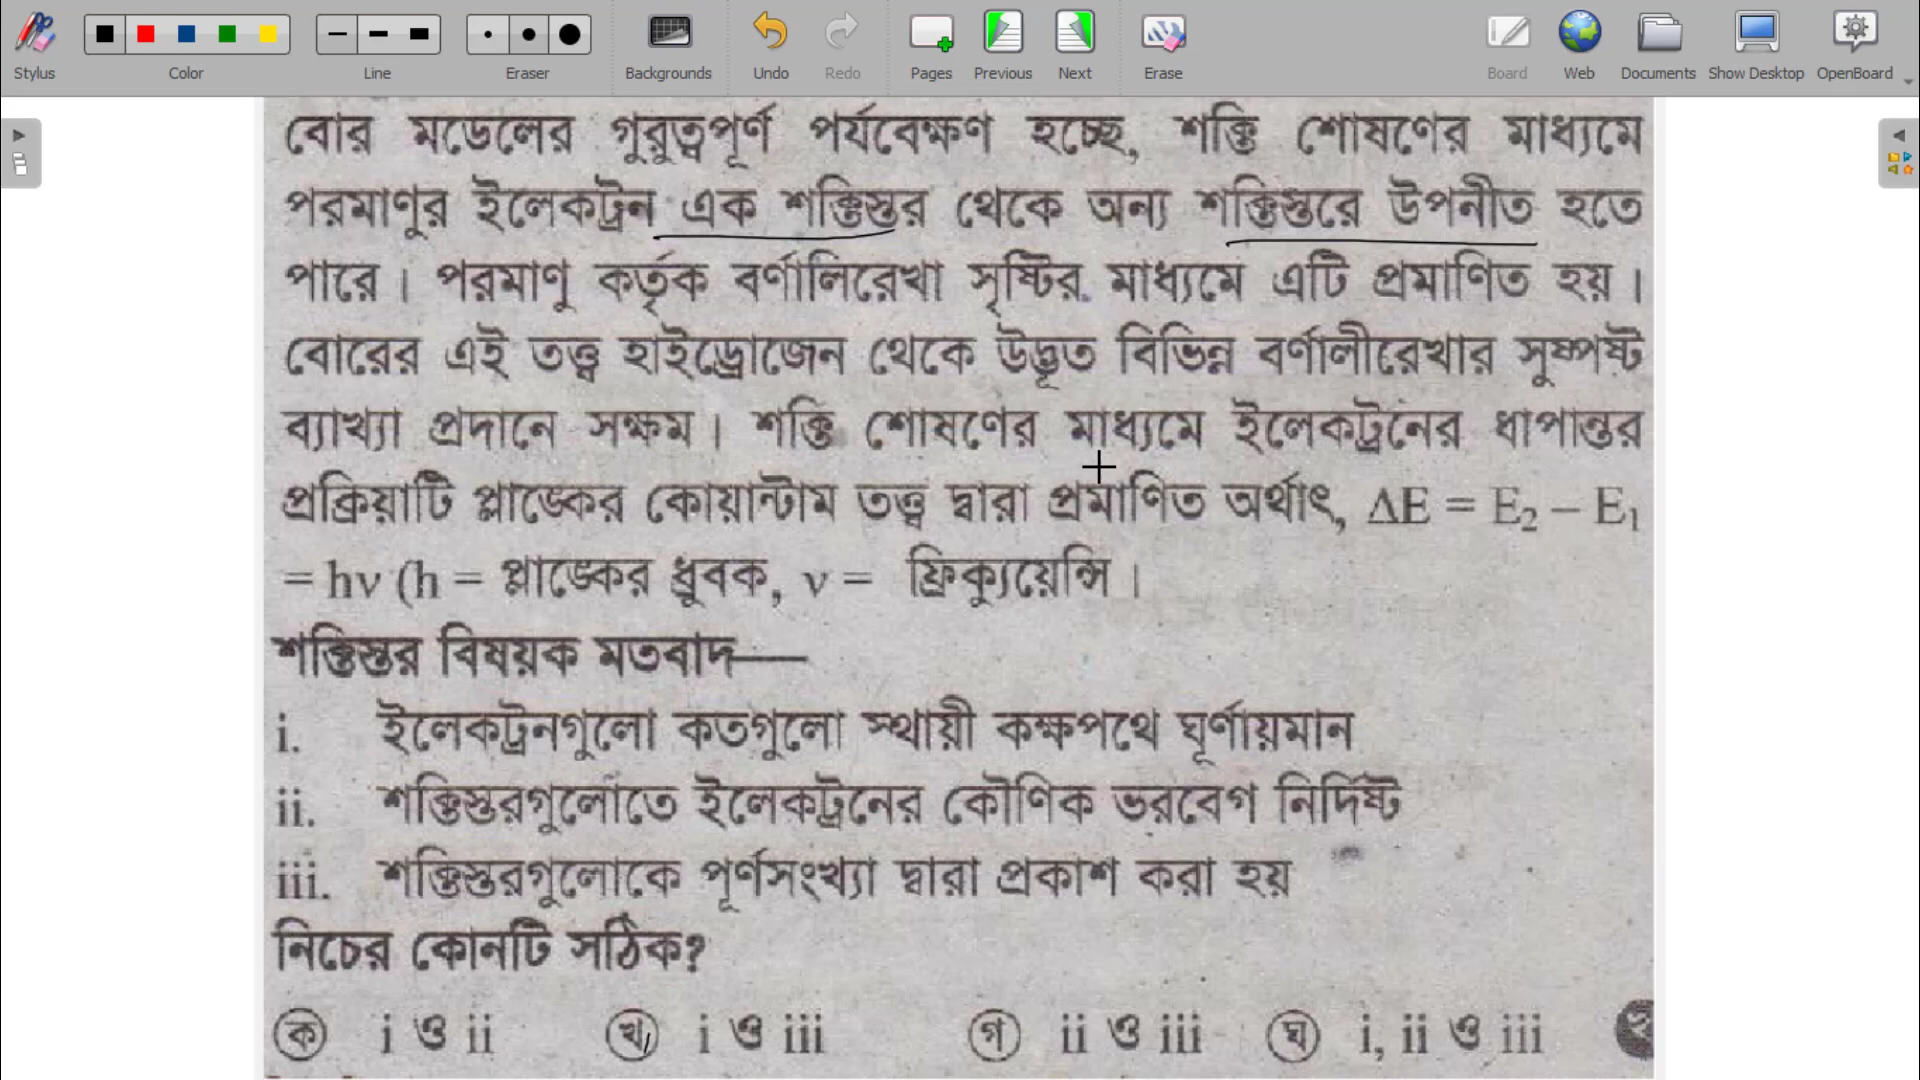 Stylus Color Line Eraser Backgrounds Undo Redo Pages Previous Next Erase Board Web Documents Show Desktop OpenBoard
বোর মডেলের গুরুত্বপূর্ণ পর্যবেক্ষণ হচ্ছে, শক্তি শোষণের মাধ্যমে
পরমাণুর ইলেকট্রন এক শক্তিস্তর থেকে অন্য শক্তিস্তরে উপনীত হতে
পারে। পরমাণু কর্তৃক বর্ণালিরেখা সৃষ্টির মাধ্যমে এটি প্রমাণিত হয়।
বোরের এই তত্ত্ব হাইড্রোজেন থেকে উদ্ভূত বিভিন্ন বর্ণালীরেখার সুষ্পষ্ট
ব্যাখ্যা প্রদানে সক্ষম। শক্তি শোষণের মাধ্যমে ইলেকট্রনের ধাপান্তর
প্রক্রিয়াটি প্লাঙ্কের কোয়ান্টাম তত্ত্ব দ্বারা প্রমাণিত অর্থাৎ, ΔE = E₂ – E₁
= hν (h = প্লাঙ্কের ধ্রুবক, ν = ফ্রিক্যুয়েন্সি।
শক্তিস্তর বিষয়ক মতবাদ—
i. ইলেকট্রনগুলো কতগুলো স্থায়ী কক্ষপথে ঘূর্ণায়মান
ii. শক্তিস্তরগুলোতে ইলেকট্রনের কৌণিক ভরবেগ নির্দিষ্ট
iii. শক্তিস্তরগুলোকে পূর্ণসংখ্যা দ্বারা প্রকাশ করা হয়
নিচের কোনটি সঠিক?
ক i ও ii খ i ও iii গ ii ও iii ঘ i, ii ও iii